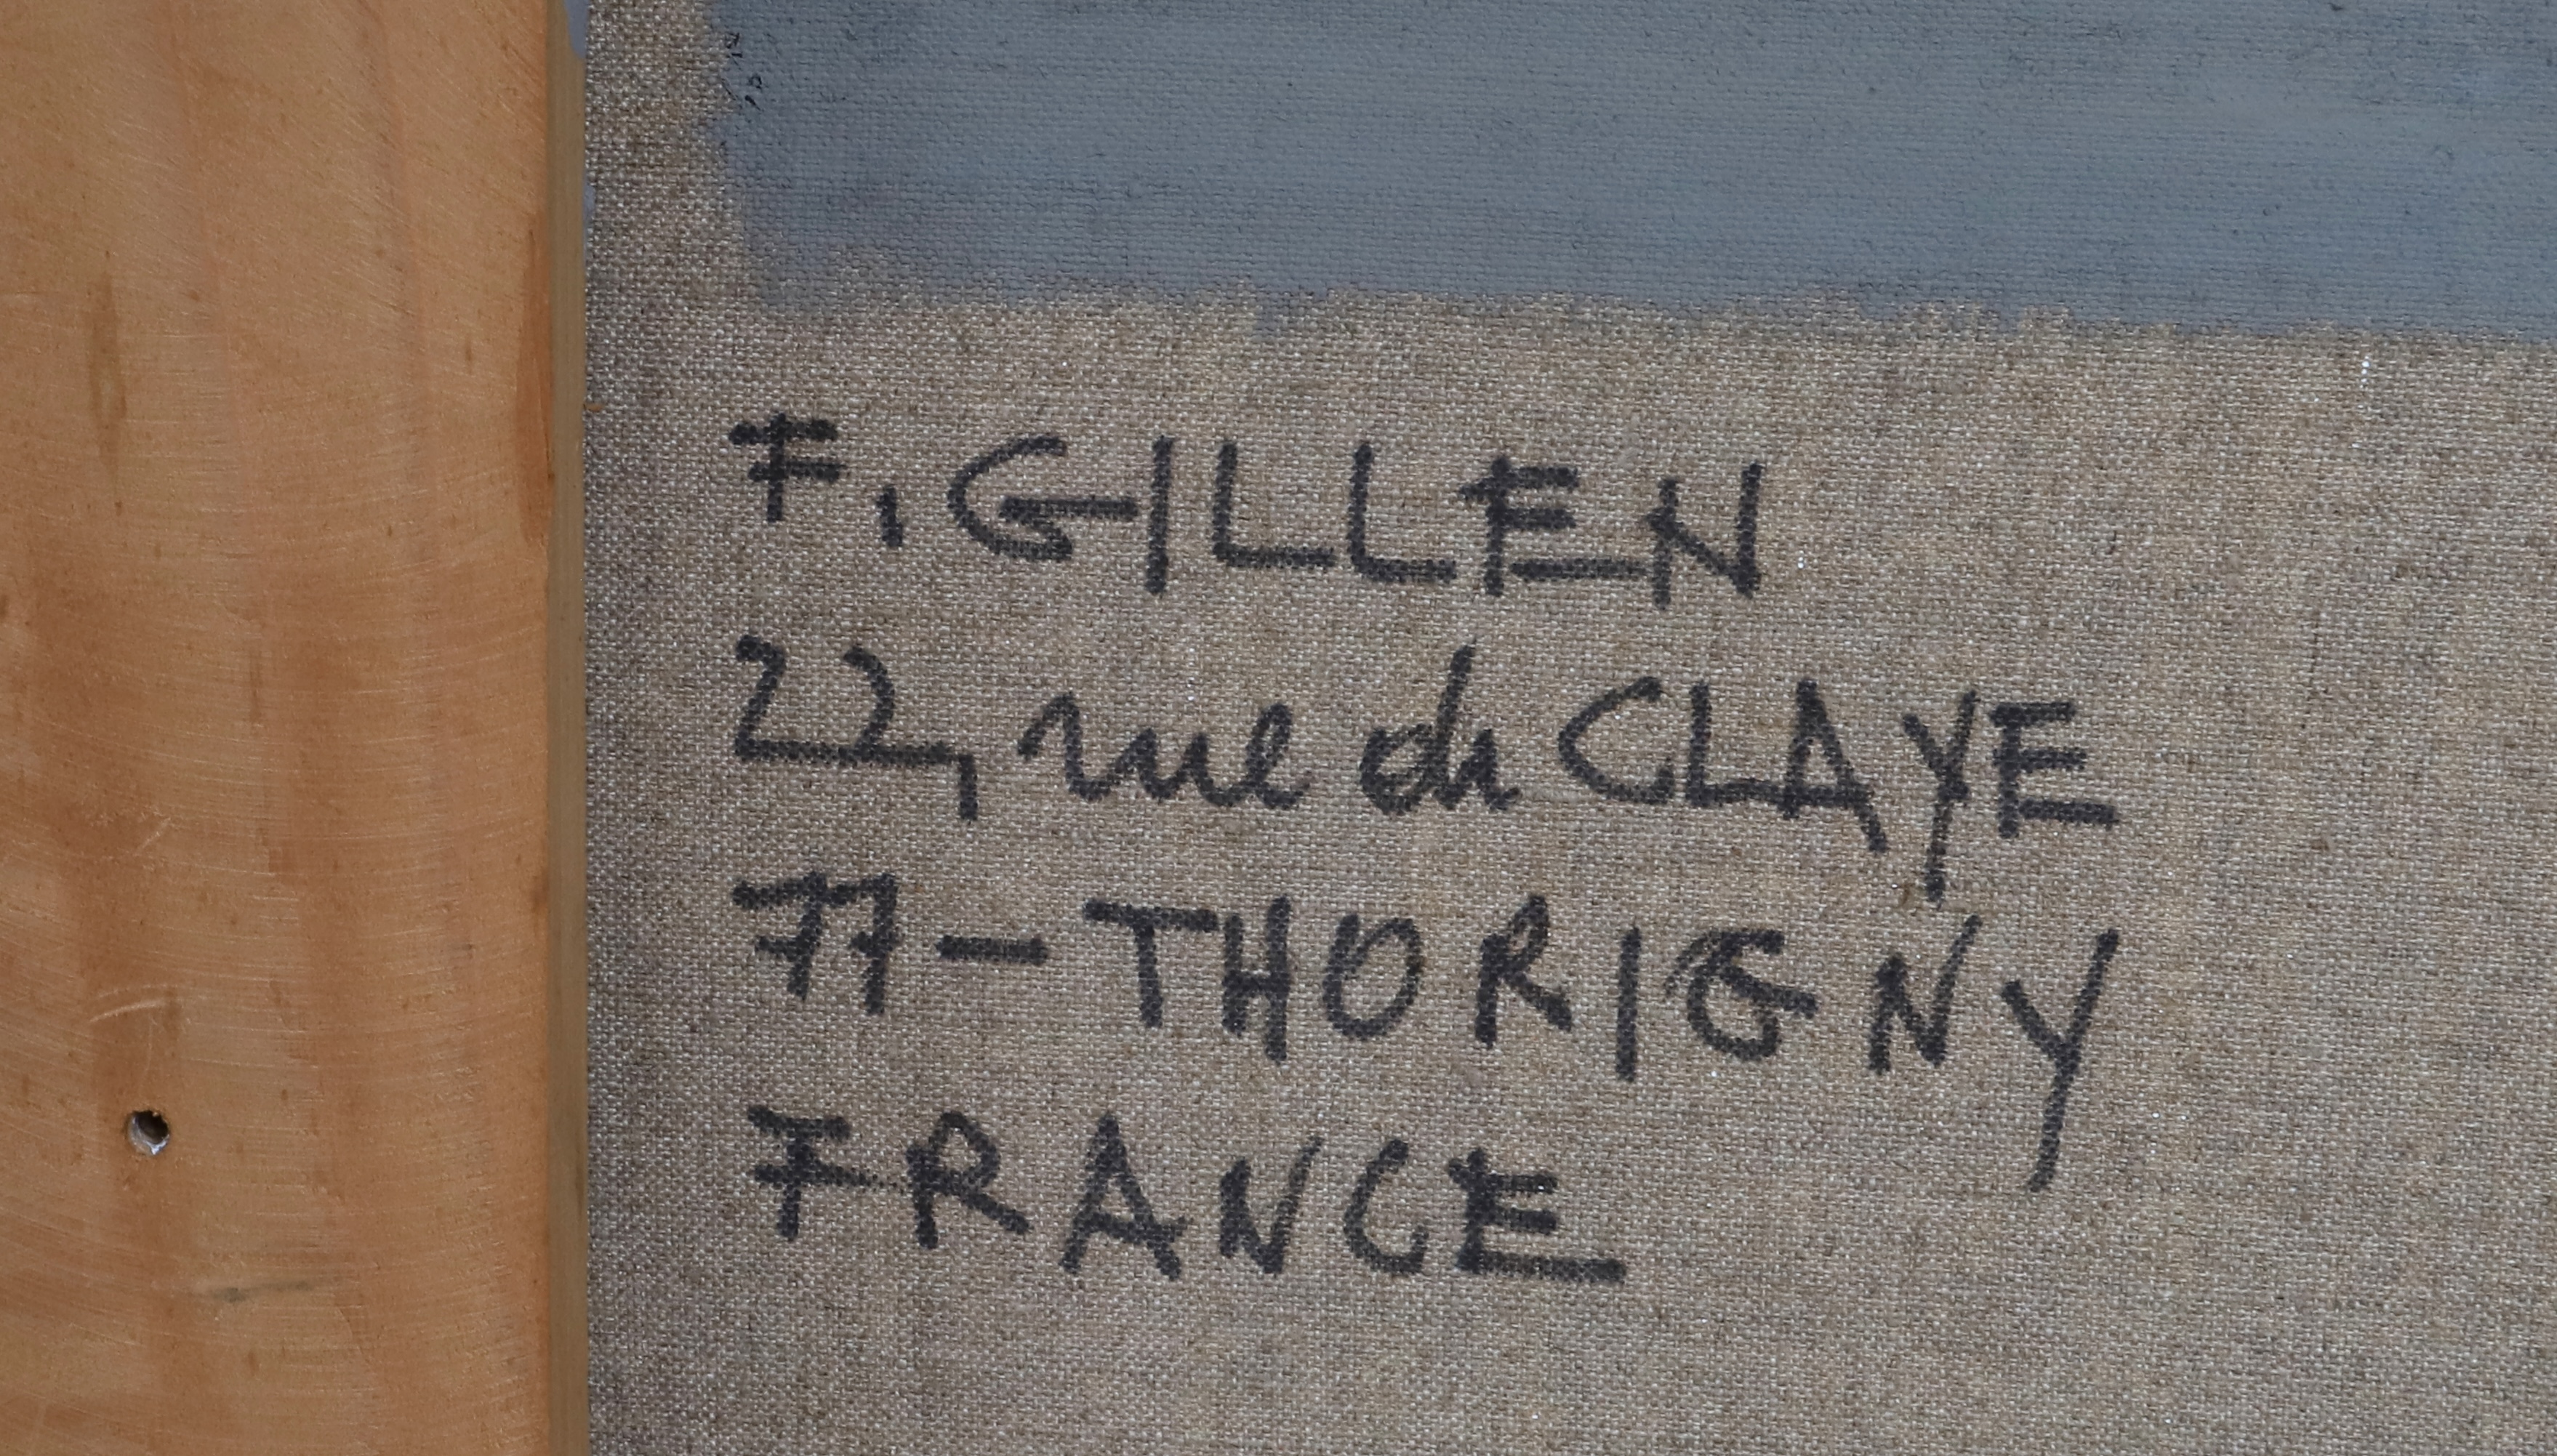 F. GILLEN
22, rue de CLAYE
77 - THORIGNY
FRANCE